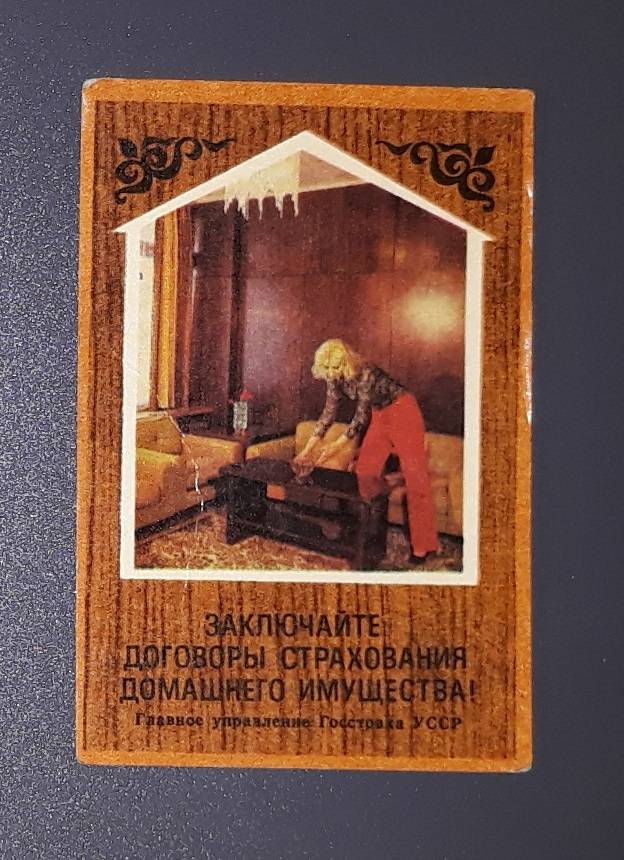 ЗАКЛЮЧАЙТЕ
ДОГОВОРЫ СТРАХОВАНИЯ
ДОМАШНЕГО ИМУЩЕСТВА!
Главное управление Госстраха УССР